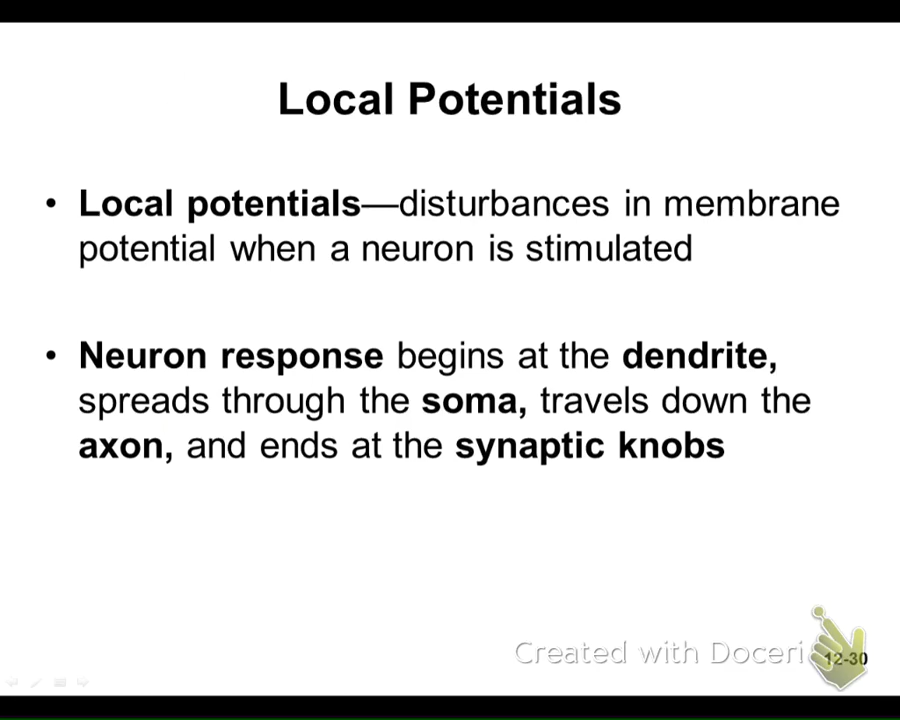 Local Potentials
• Local potentials—disturbances in membrane
potential when a neuron is stimulated
• Neuron response begins at the dendrite,
spreads through the soma, travels down the
axon, and ends at the synaptic knobs
Created with Doceri
12-30